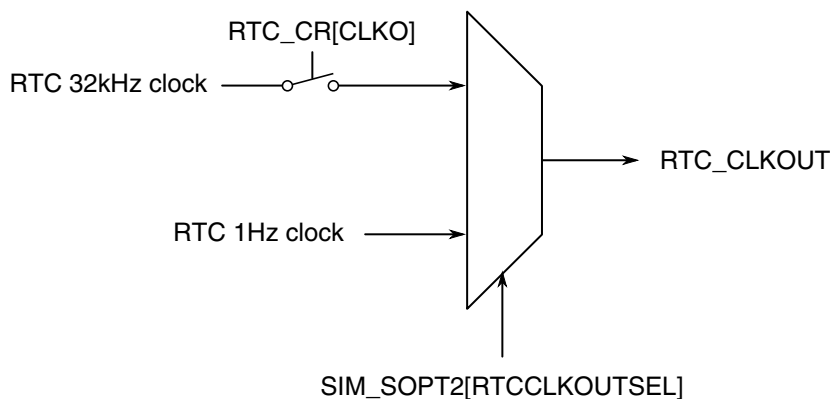 RTC_CR[CLKO]
RTC 32kHz clock
RTC_CLKOUT
RTC 1Hz clock
SIM_SOPT2[RTCCLKOUTSEL]